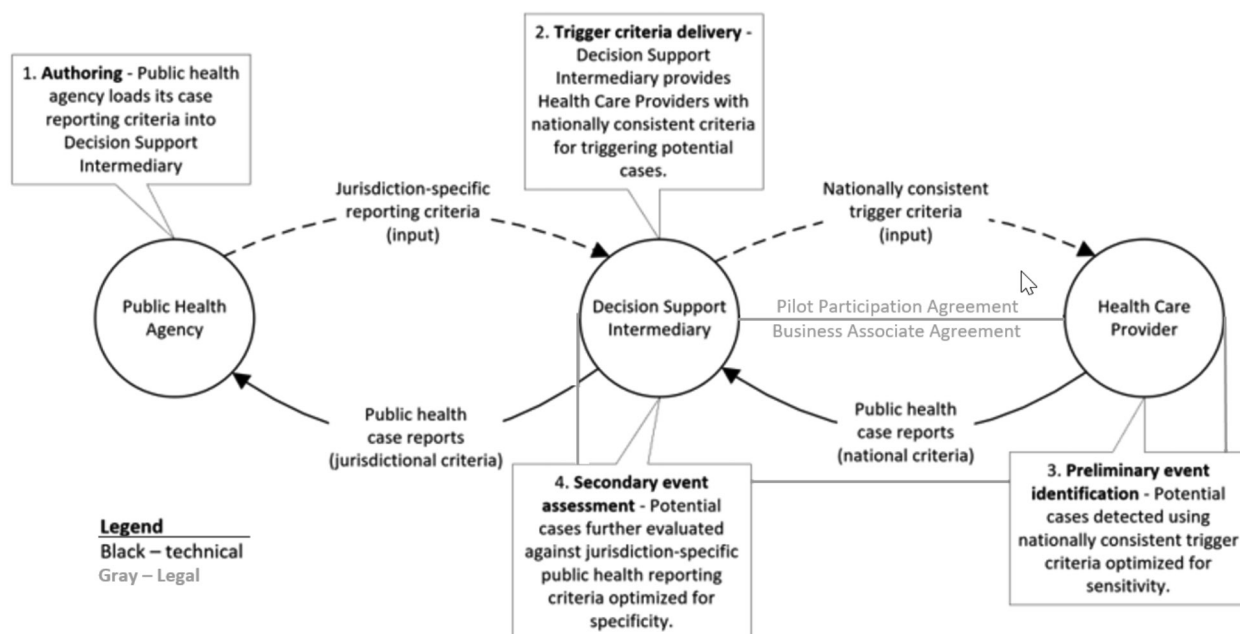 1. Authoring - Public health
agency loads its case
reporting criteria into
Decision Support
Intermediary
2. Trigger criteria delivery -
Decision Support
Intermediary provides
Health Care Providers with
nationally consistent criteria
for triggering potential
cases.
Jurisdiction-specific
reporting criteria
(input)
Nationally consistent
trigger criteria
(input)
Public Health
Agency
Decision Support
Intermediary
Pilot Participation Agreement
Business Associate Agreement
Health Care
Provider
Public health
case reports
(jurisdictional criteria)
Public health
case reports
(national criteria)
3. Preliminary event
identification - Potential
cases detected using
nationally consistent trigger
criteria optimized for
sensitivity.
4. Secondary event
assessment - Potential
cases further evaluated
against jurisdiction-specific
public health reporting
criteria optimized for
specificity.
Legend
Black – technical
Gray – Legal